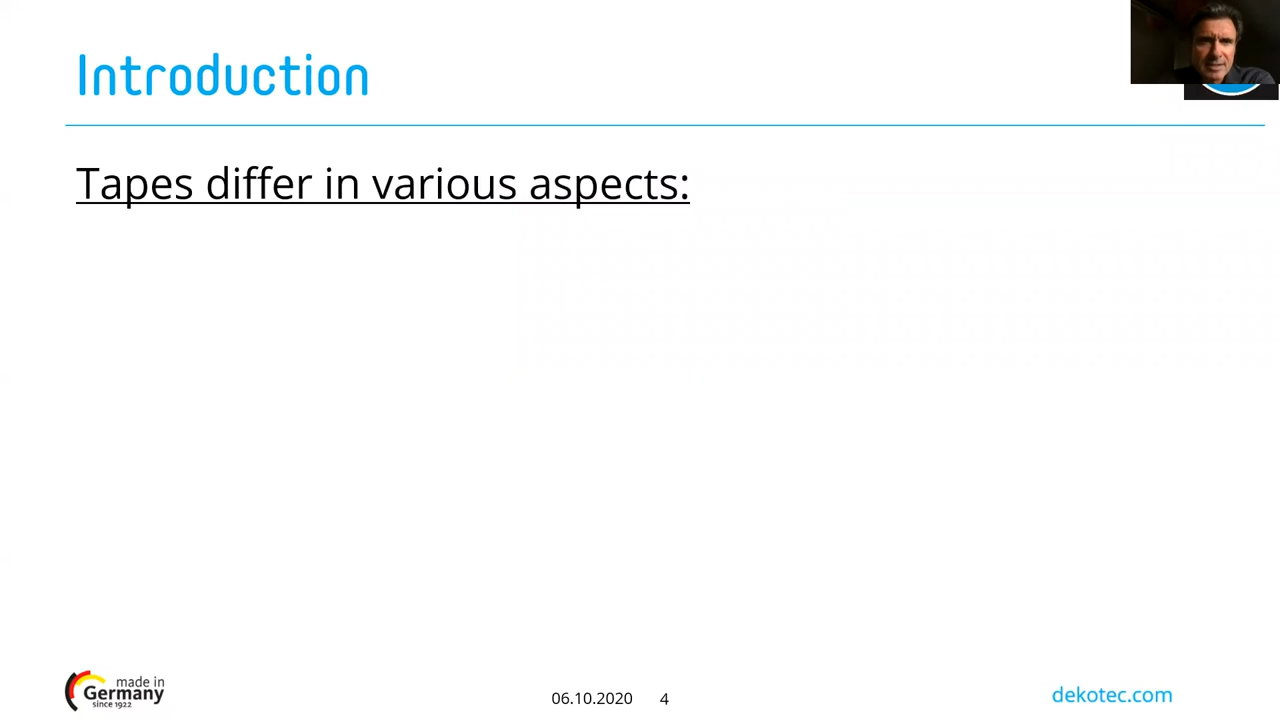 Introduction
Tapes differ in various aspects:
made in
Germany
since 1922
06.10.2020 4
dekotec.com